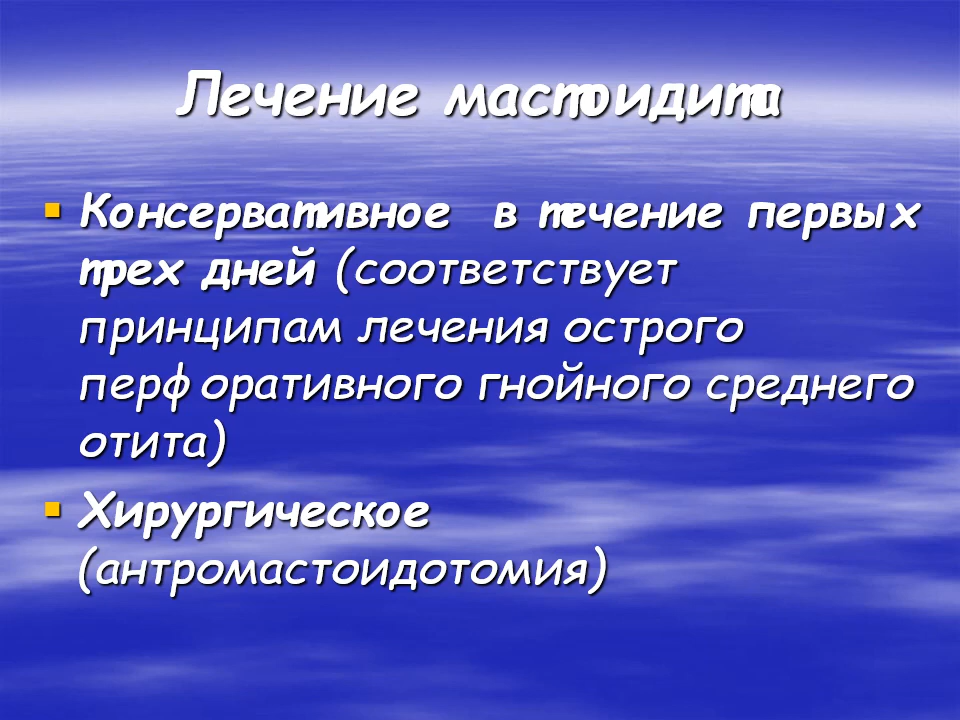 Лечение мастоидита
Консервативное в течение первых
трех дней (соответствует
принципам лечения острого
перфоративного гнойного среднего
отита)
Хирургическое
(антромастоидотомия)